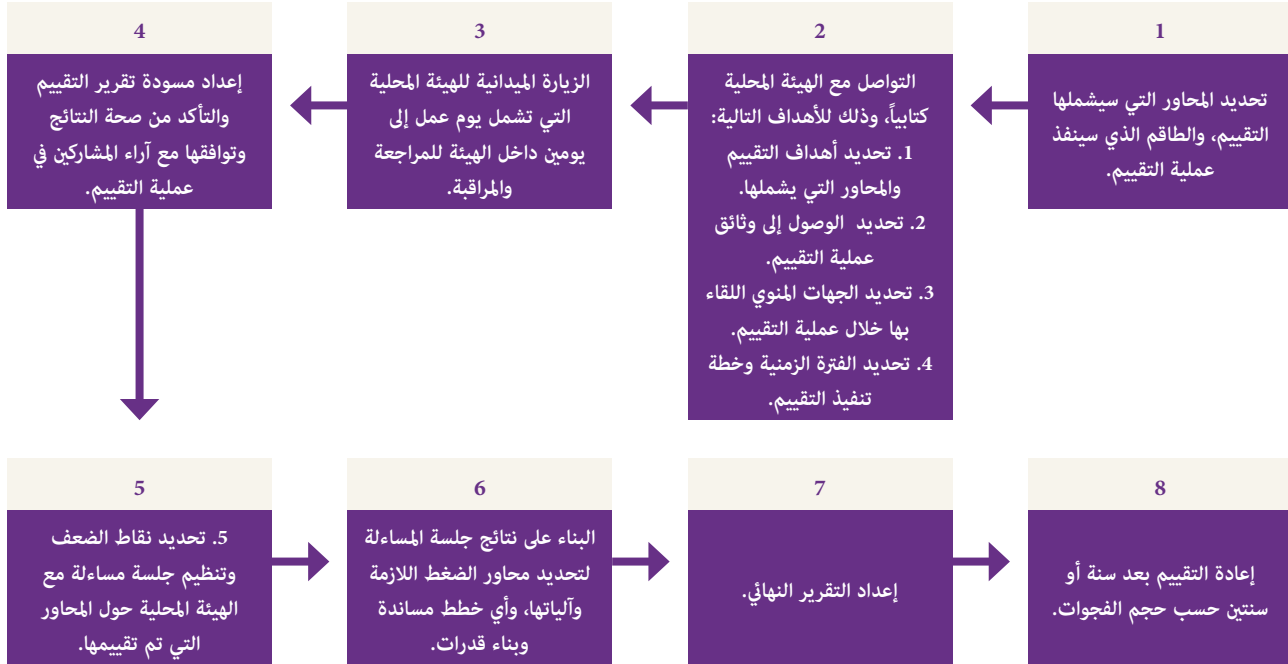 1
تحديد المحاور التي سيشملها
التقييم، والطاقم الذي سينفذ
عملية التقييم.
2
التواصل مع الهيئة المحلية
كتابياً، وذلك للأهداف التالية:
1. تحديد أهداف التقييم
والمحاور التي يشملها.
2. تحديد الوصول إلى وثائق
عملية التقييم.
3. تحديد الجهات المنوي اللقاء
بها خلال عملية التقييم.
4. تحديد الفترة الزمنية وخطة
تنفيذ التقييم.
3
الزيارة الميدانية للهيئة المحلية
التي تشمل يوم عمل إلى
يومين داخل الهيئة للمراجعة
والمراقبة.
4
إعداد مسودة تقرير التقييم
والتأكد من صحة النتائج
وتوافقها مع آراء المشاركين في
عملية التقييم.
5
5. تحديد نقاط الضعف
وتنظيم جلسة مساءلة مع
الهيئة المحلية حول المحاور
التي تم تقييمها.
6
البناء على نتائج جلسة المساءلة
لتحديد محاور الضغط اللازمة
وآلياتها، وأي خطط مساندة
وبناء قدرات.
7
إعداد التقرير النهائي.
8
إعادة التقييم بعد سنة أو
سنتين حسب حجم الفجوات.